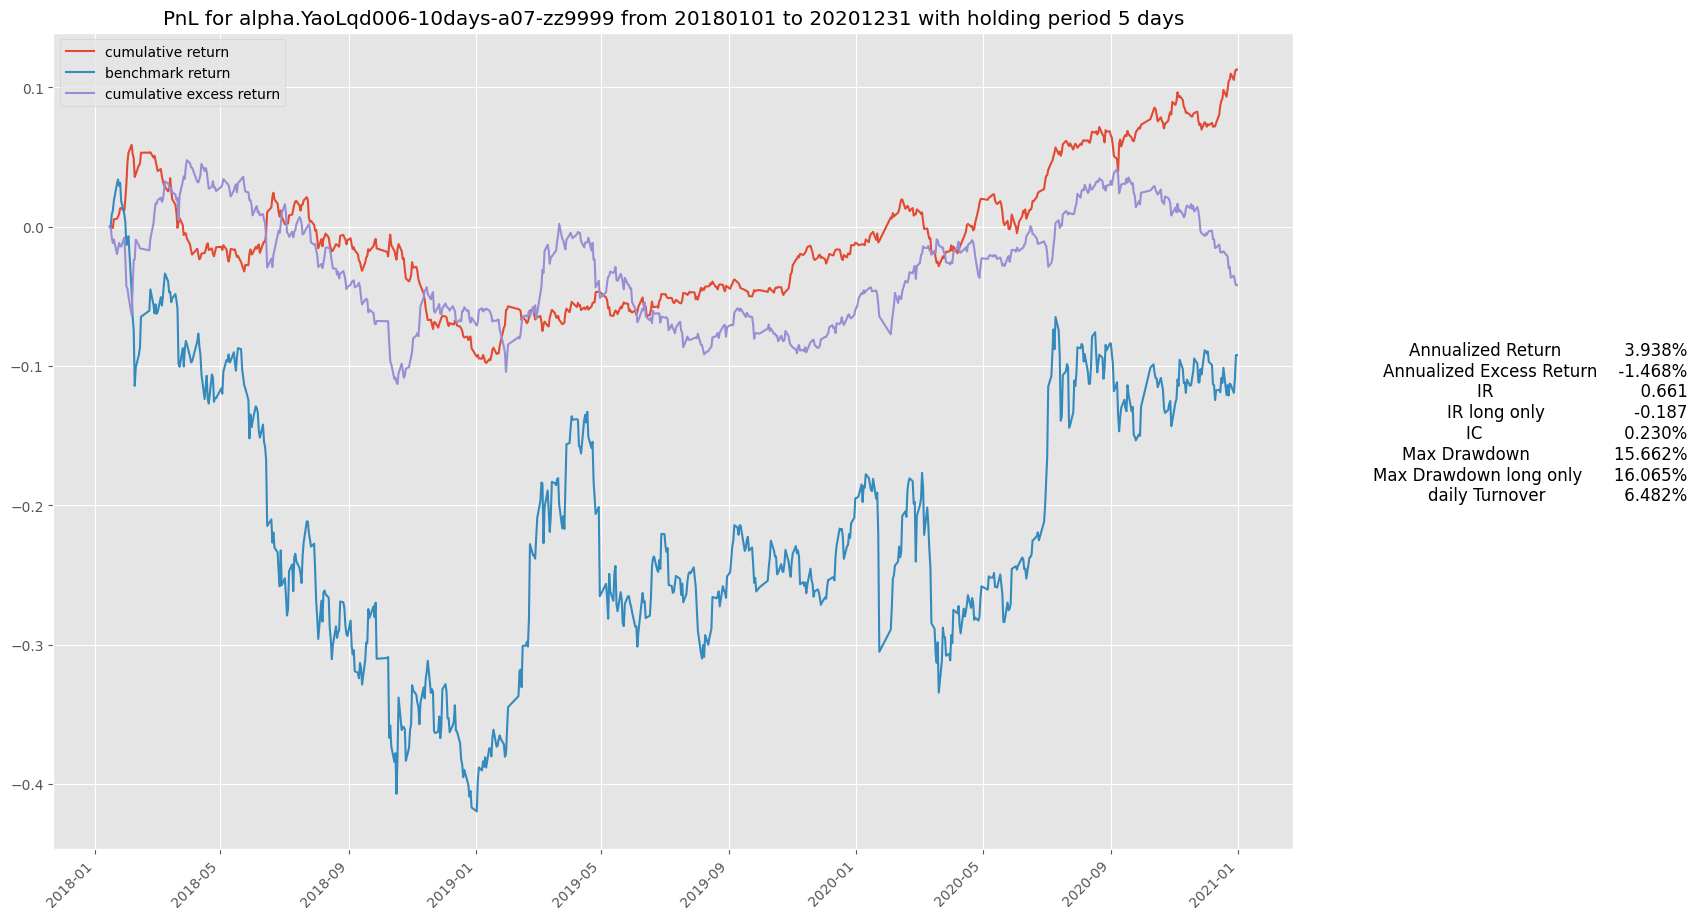 PnL for alpha.YaoLqd006-10days-a07-zz9999 from 20180101 to 20201231 with holding period 5 days
cumulative return
benchmark return
cumulative excess return
0.1
0.0
−0.1
−0.2
−0.3
−0.4
2018-01
2018-05
2018-09
2019-01
2019-05
2019-09
2020-01
2020-05
2020-09
2021-01
Annualized Return 3.938%
Annualized Excess Return -1.468%
IR 0.661
IR long only -0.187
IC 0.230%
Max Drawdown 15.662%
Max Drawdown long only 16.065%
daily Turnover 6.482%